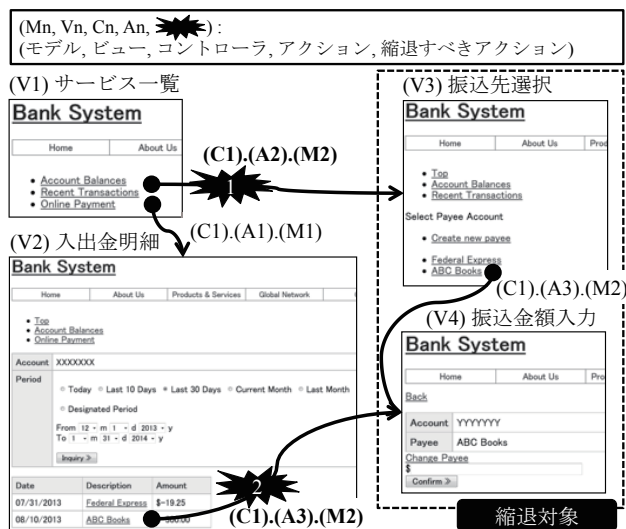 (Mn, Vn, Cn, An, ) :
(モデル, ビュー, コントローラ, アクション, 縮退すべきアクション)
(V1) サービス一覧
Bank System
Home About Us
Account Balances
Recent Transactions
Online Payment
(C1).(A2).(M2)
1
(C1).(A1).(M1)
(V3) 振込先選択
Bank System
Home About Us Prod
Top
Account Balances
Recent Transactions
Select Payee Account
Create new payee
Federal Express
ABC Books
(C1).(A3).(M2)
(V2) 入出金明細
Bank System
Home About Us Products & Services Global Network
Top
Account Balances
Online Payment
Account XXXXXXX
Period
Today Last 10 Days Last 30 Days Current Month Last Month
Designated Period
From 12 - m 1 - d 2013 - y
To 1 - m 31 - d 2014 - y
Inquiry >
Date Description Amount
07/31/2013 Federal Express $-19.25
08/10/2013 ABC Books
2
(C1).(A3).(M2)
(V4) 振込金額入力
Bank System
Home About Us Pro
Back
Account YYYYYYY
Payee ABC Books
Change Payee
$
Confirm >
縮退対象